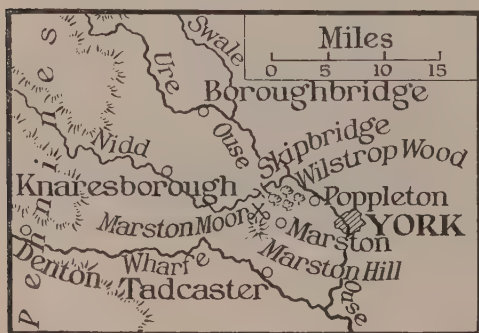 Swale
Miles
0 5 10 15
Ure
Boroughbridge
Ouse
Skipbridge
Wilstrop Wood
Nidd
Knaresborough
Poppleton
YORK
Marston Moor
Marston
Marston Hill
Pennines
Denton
Wharfe
Tadcaster
Ouse